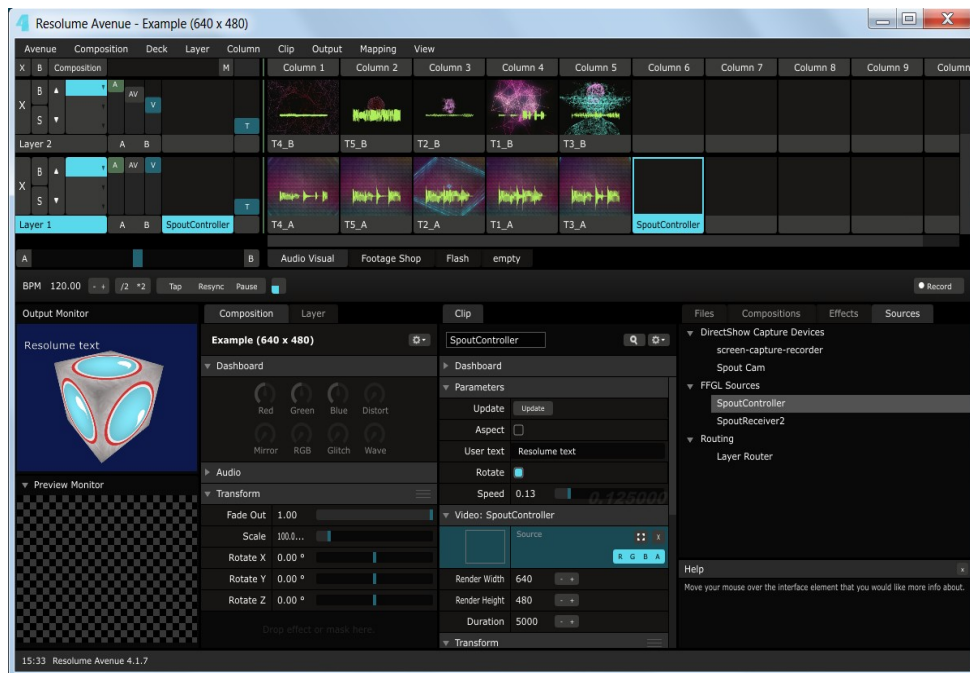 Resolume Avenue - Example (640 x 480)
Avenue Composition Deck Layer Column Clip Output Mapping View
X B Composition M Column 1 Column 2 Column 3 Column 4 Column 5 Column 6 Column 7 Column 8 Column 9 Column
B A AV V
X
S T
Layer 2 A B T4_B T5_B T2_B T1_B T3_B
B A AV V
X
S T
Layer 1 A B SpoutController T4_A T5_A T2_A T1_A T3_A SpoutController
A B Audio Visual Footage Shop Flash empty
BPM 120.00 - + /2 *2 Tap Resync Pause Record
Output Monitor Composition Layer Clip Files Compositions Effects Sources
Resolume text
Example (640 x 480) SpoutController
DirectShow Capture Devices
screen-capture-recorder
Dashboard Dashboard
Spout Cam
Parameters
FFGL Sources
Red Green Blue Distort
Update Update
SpoutController
Aspect
SpoutReceiver2
Mirror RGB Glitch Wave
User text Resolume text
Routing
Layer Router
Audio Rotate
Preview Monitor
Transform Speed 0.13 0.125000
Fade Out 1.00 Video: SpoutController
Scale 100.0... Source X
Rotate X 0.00 º R G B A
Help x
Rotate Y 0.00 º Render Width 640 - +
Move your mouse over the interface element that you would like more info about.
Rotate Z 0.00 º Render Height 480 - +
Duration 5000 - +
Drop effect or mask here.
Transform
15:33 Resolume Avenue 4.1.7